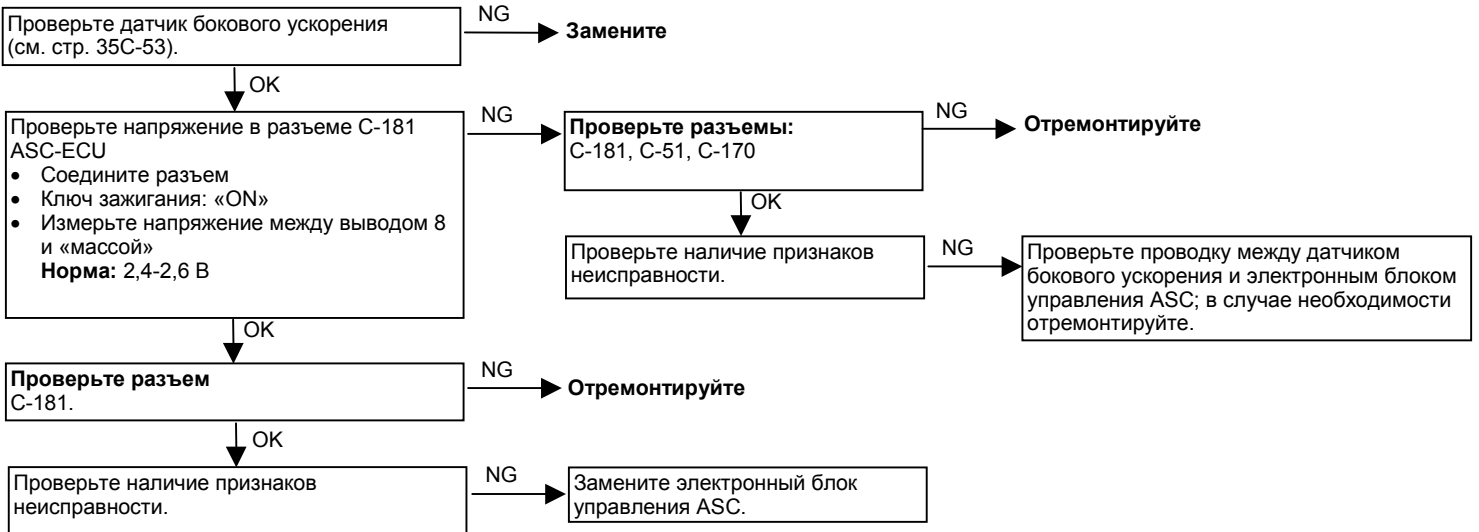 Проверьте датчик бокового ускорения
(см. стр. 35C-53).
NG
Замените
OK
Проверьте напряжение в разъеме C-181
ASC-ECU
• Соедините разъем
• Ключ зажигания: «ON»
• Измерьте напряжение между выводом 8
и «массой»
Норма: 2,4-2,6 В
NG
Проверьте разъемы:
C-181, C-51, C-170
NG
Отремонтируйте
OK
Проверьте наличие признаков
неисправности.
NG
Проверьте проводку между датчиком
бокового ускорения и электронным блоком
управления ASC; в случае необходимости
отремонтируйте.
OK
Проверьте разъем
C-181.
NG
Отремонтируйте
OK
Проверьте наличие признаков
неисправности.
NG
Замените электронный блок
управления ASC.